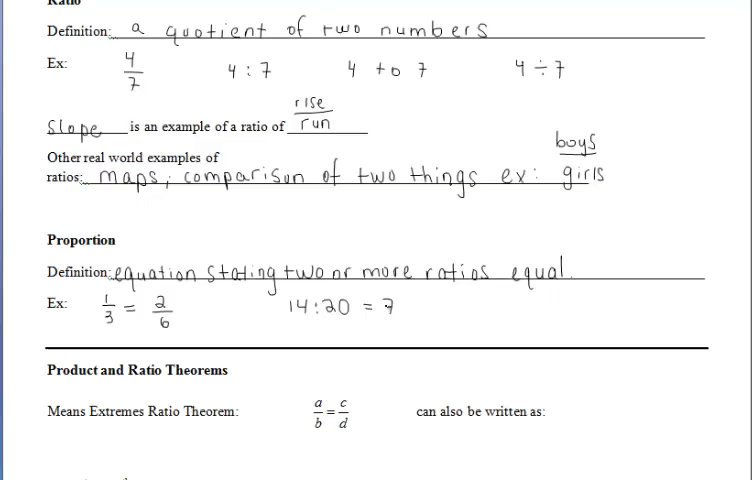 Ratio
Definition: a quotient of two numbers
Ex: 4/7 4 : 7 4 to 7 4 ÷ 7
Slope is an example of a ratio of rise/run
Other real world examples of
ratios: maps, comparison of two things ex: boys/girls
Proportion
Definition: equation stating two or more ratios equal.
Ex: 1/3 = 2/6 14:20 = 7
Product and Ratio Theorems
Means Extremes Ratio Theorem: a/b = c/d can also be written as: